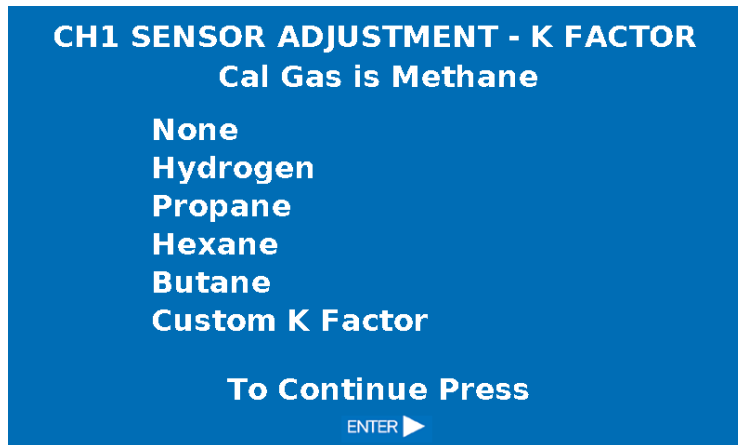 CH1 SENSOR ADJUSTMENT - K FACTOR
Cal Gas is Methane
None
Hydrogen
Propane
Hexane
Butane
Custom K Factor
To Continue Press
ENTER